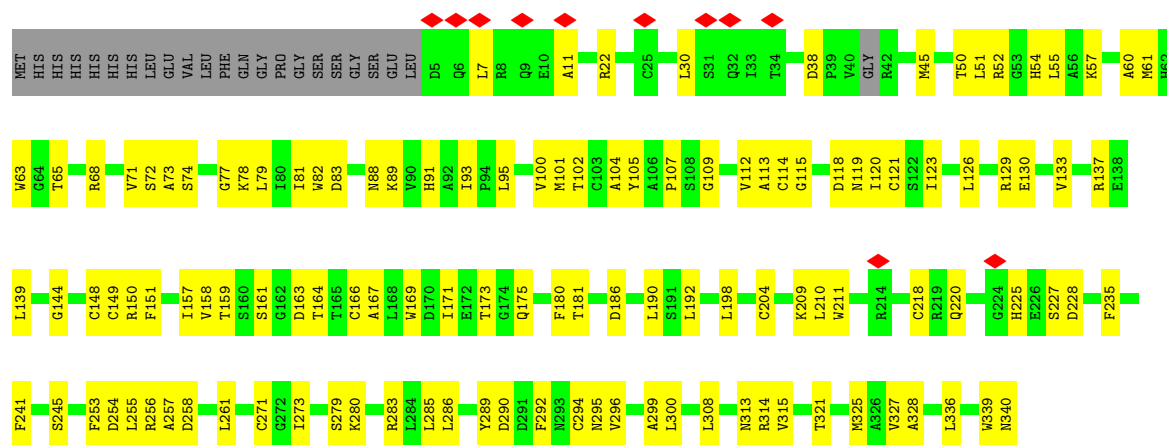 MET HIS HIS HIS HIS HIS HIS LEU GLU VAL LEU PHE GLN GLY PRO GLY SER SER GLY SER GLU LEU D5 Q6 L7 R8 Q9 E10 A11 R22 C25 L30 S31 Q32 I33 T34 D38 P39 V40 GLY R42 M45 T50 L51 R52 G53 H54 L55 A56 K57 A60 M61 H62
W63 G64 T65 R68 V71 S72 A73 S74 G77 K78 L79 I80 I81 W82 D83 N88 K89 V90 H91 A92 I93 P94 L95 V100 M101 T102 C103 A104 Y105 A106 P107 S108 G109 V112 A113 C114 G115 D118 N119 I120 C121 S122 I123 L126 R129 E130 V133 R137 E138
L139 G144 C148 C149 R150 F151 I157 V158 T159 S160 S161 G162 D163 T164 T165 C166 A167 L168 W169 D170 I171 E172 T173 G174 Q175 F180 T181 D186 L190 S191 L192 L198 C204 K209 L210 W211 R214 C218 R219 Q220 G224 H225 E226 S227 D228 F235
F241 S245 F253 D254 L255 R256 A257 D258 L261 C271 G272 I273 S279 K280 R283 L284 L285 L286 Y289 D290 D291 F292 N293 C294 N295 V296 A299 L300 L308 N313 R314 V315 T321 M325 A326 V327 A328 L336 W339 N340